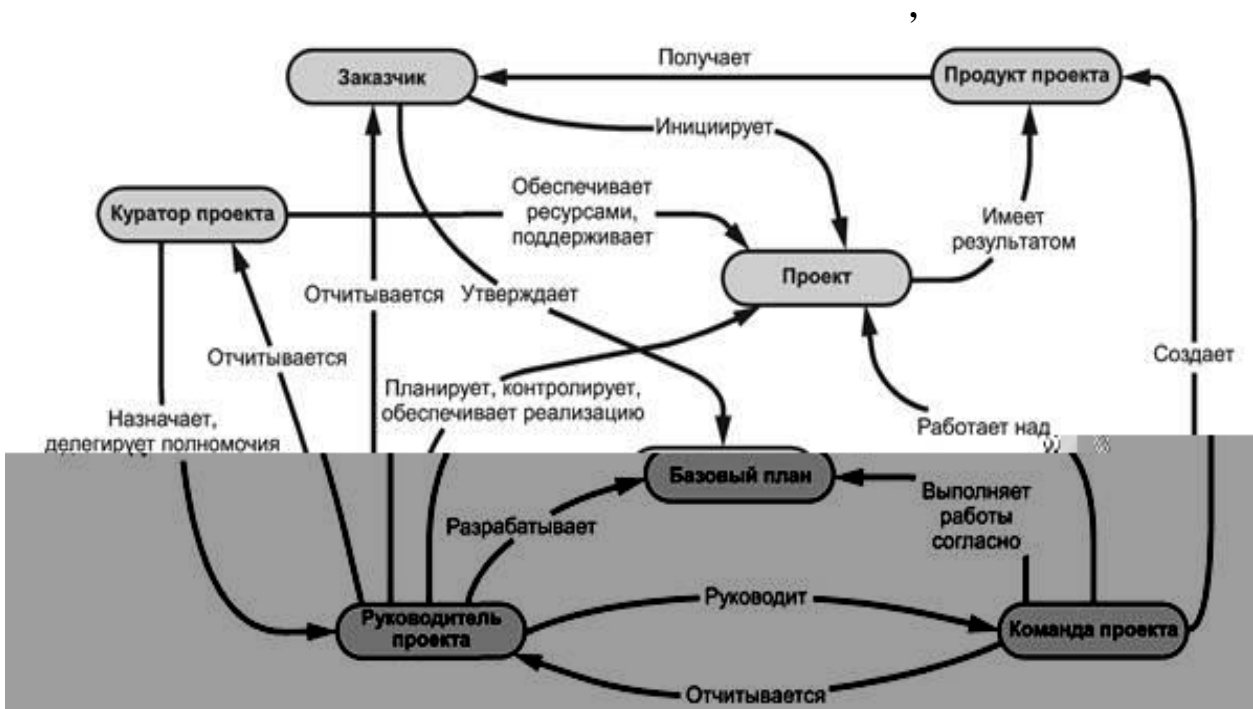 ,
Получает
Заказчик
Продукт проекта
Инициирует
Обеспечивает
ресурсами,
поддерживает
Куратор проекта
Имеет
результатом
Проект
Отчитывается
Утверждает
Отчитывается
Создает
Планирует, контролирует,
обеспечивает реализацию
Назначает,
делегирует полномочия
Работает над
Базовый план
Выполняет
работы
согласно
Разрабатывает
Руководитель
проекта
Руководит
Команда проекта
Отчитывается